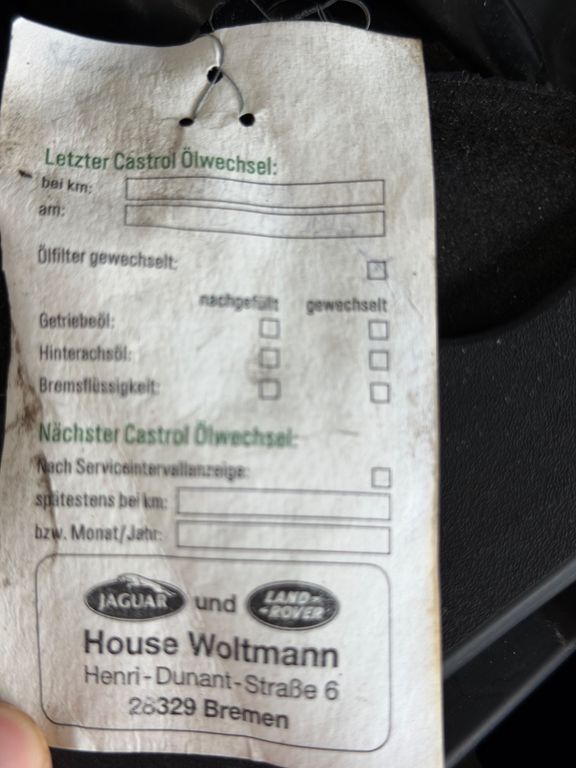 Letzter Castrol Ölwechsel:
bei km:
am:
Ölfilter gewechselt:
nachgefüllt gewechselt
Getriebeöl:
Hinterachsöl:
Bremsflüssigkeit:
Nächster Castrol Ölwechsel:
Nach Serviceintervallanzeige:
spätestens bei km:
bzw. Monat/Jahr:
JAGUAR und LAND-ROVER
House Woltmann
Henri-Dunant-Straße 6
28329 Bremen